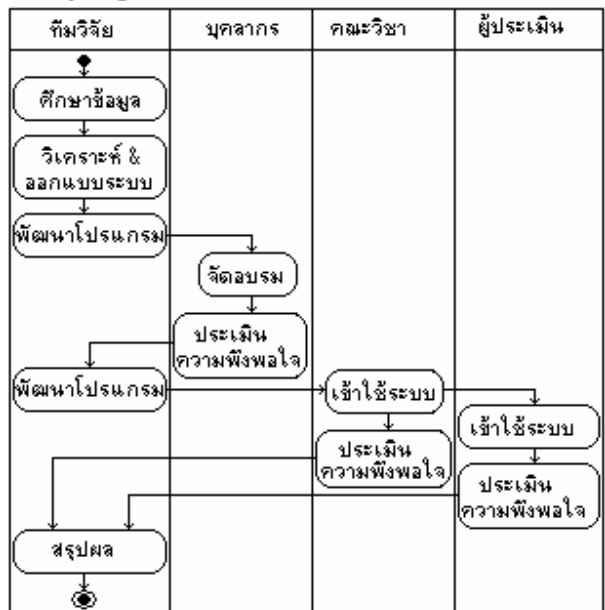 ทีมวิจัย
บุคลากร
คณะวิชา
ผู้ประเมิน
ศึกษาข้อมูล
วิเคราะห์ &
ออกแบบระบบ
พัฒนาโปรแกรม
จัดอบรม
ประเมิน
ความพึงพอใจ
พัฒนาโปรแกรม
เข้าใช้ระบบ
เข้าใช้ระบบ
ประเมิน
ความพึงพอใจ
ประเมิน
ความพึงพอใจ
สรุปผล